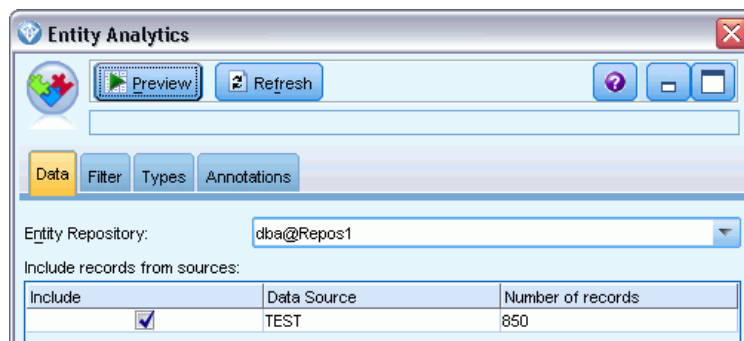 Entity Analytics
Preview Refresh
Data Filter Types Annotations
Entity Repository: dba@Repos1
Include records from sources:
Include Data Source Number of records
TEST 850